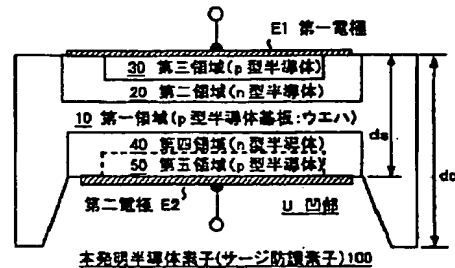 E1 第一電極
30 第三領域(p型半導体)
20 第二領域(n型半導体)
10 第一領域(p型半導体基板:ウエハ)
40 第四領域(n型半導体)
50 第五領域(p型半導体)
ds
dc
第二電極 E2
U 凹部
本発明半導体素子(サージ防護素子)100